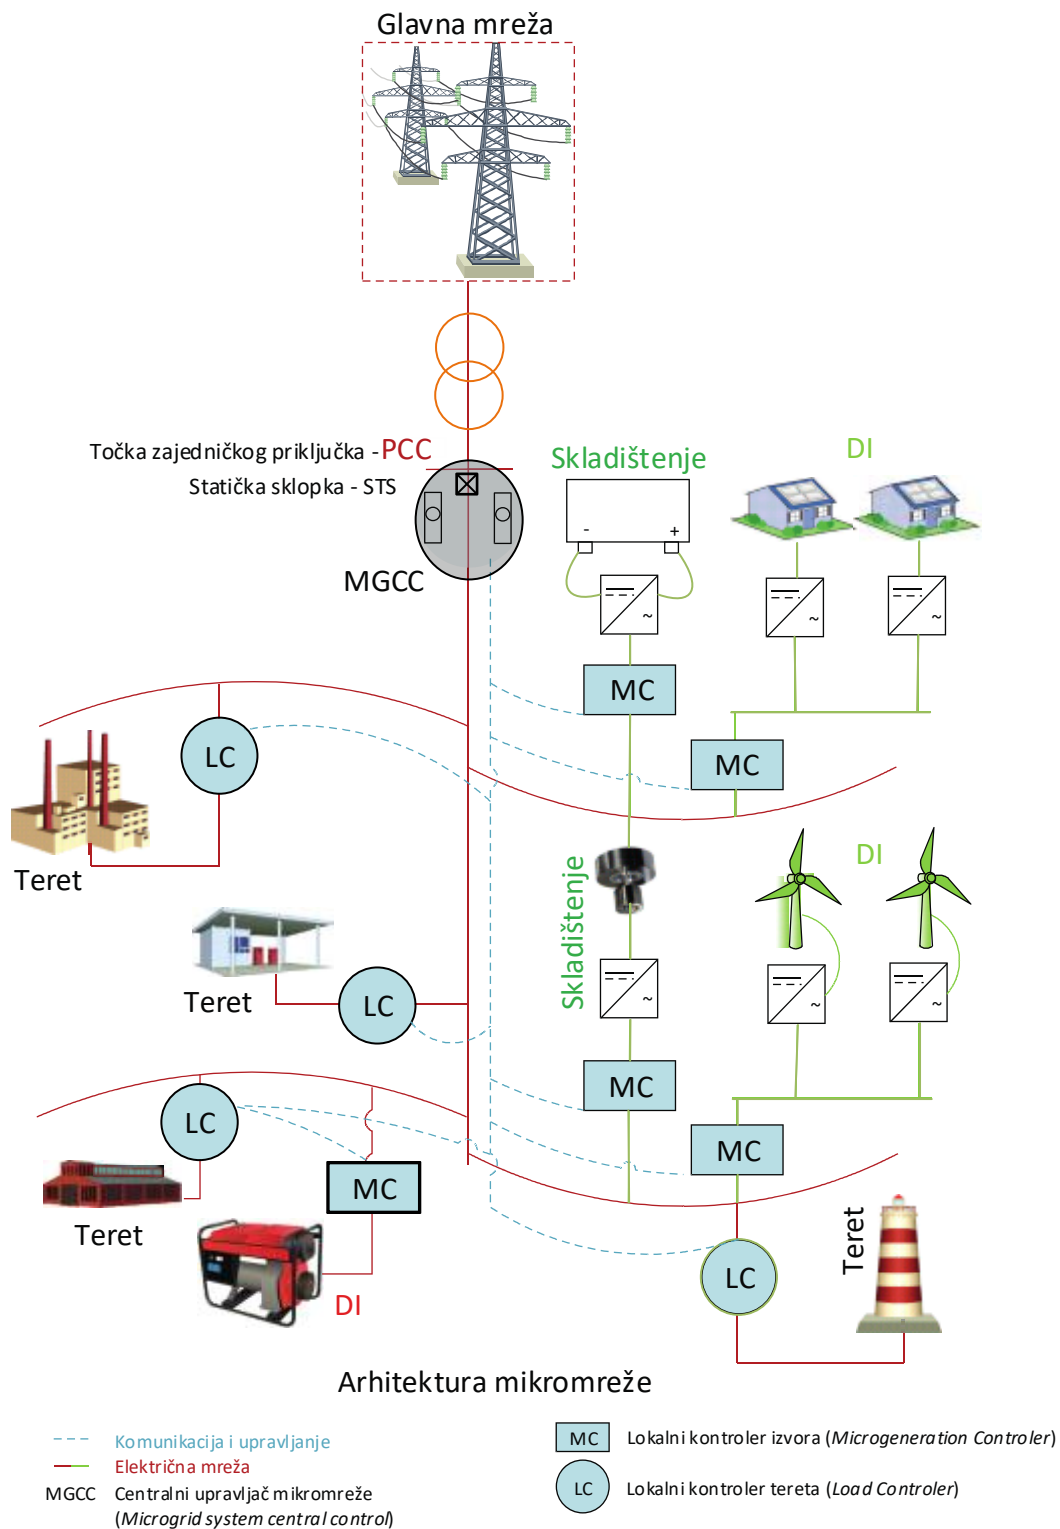 Glavna mreža
Točka zajedničkog priključka - PCC
Statička sklopka - STS
MGCC
Skladištenje
DI
- +
~
~
~
MC
MC
LC
Teret
Skladištenje
DI
~
~
~
Teret
LC
MC
MC
LC
MC
Teret
DI
LC
Teret
Arhitektura mikromreže
Komunikacija i upravljanje
Električna mreža
MGCC Centralni upravljač mikromreže
(Microgrid system central control)
MC Lokalni kontroler izvora (Microgeneration Controler)
LC Lokalni kontroler tereta (Load Controler)